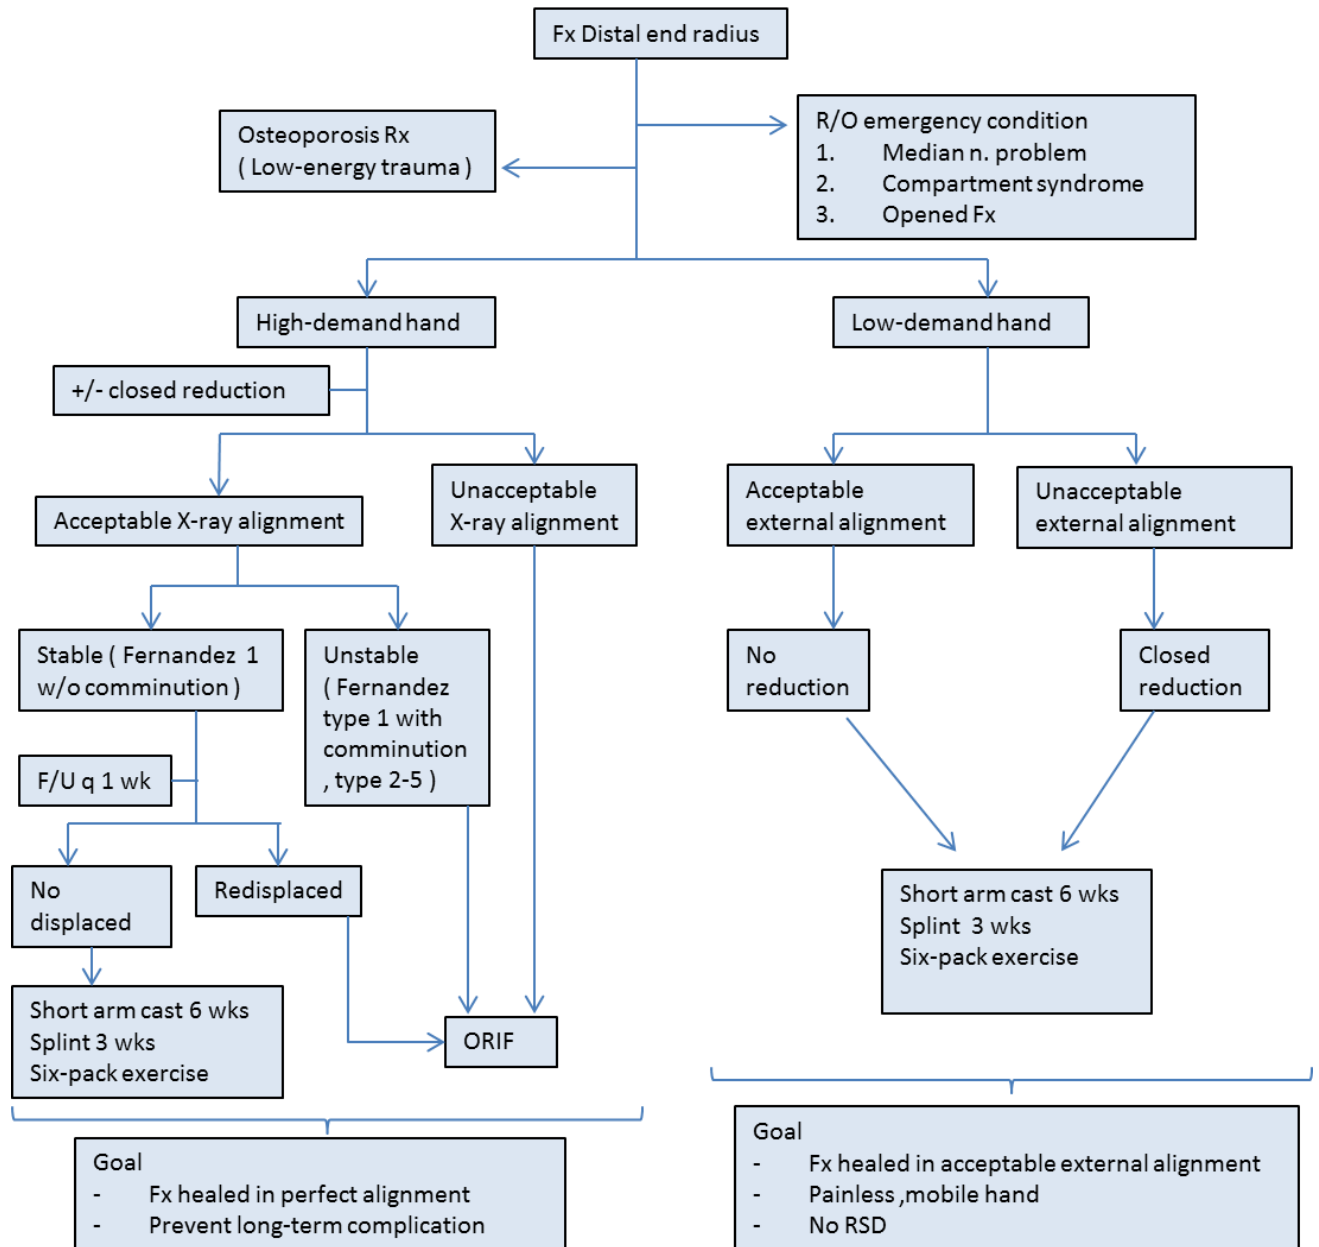 Fx Distal end radius
Osteoporosis Rx
( Low-energy trauma )
R/O emergency condition
1. Median n. problem
2. Compartment syndrome
3. Opened Fx
High-demand hand
Low-demand hand
+/- closed reduction
Acceptable X-ray alignment
Unacceptable
X-ray alignment
Acceptable
external alignment
Unacceptable
external alignment
Stable ( Fernandez 1
w/o comminution )
Unstable
( Fernandez
type 1 with
comminution
, type 2-5 )
No
reduction
Closed
reduction
F/U q 1 wk
No
displaced
Redisplaced
Short arm cast 6 wks
Splint 3 wks
Six-pack exercise
ORIF
Short arm cast 6 wks
Splint 3 wks
Six-pack exercise
Goal
- Fx healed in perfect alignment
- Prevent long-term complication
Goal
- Fx healed in acceptable external alignment
- Painless ,mobile hand
- No RSD